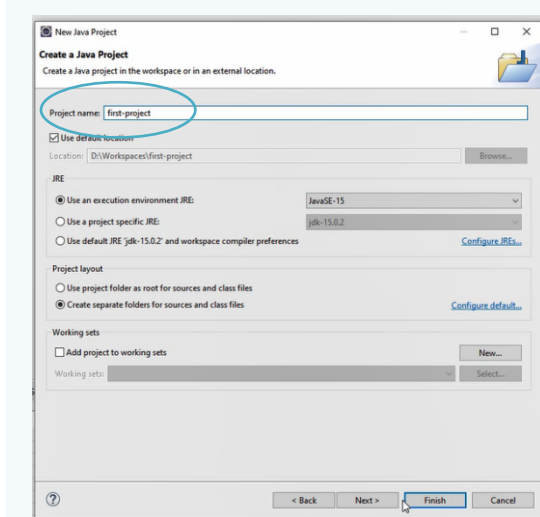 New Java Project
Create a Java Project
Create a Java project in the workspace or in an external location.
Project name: first-project
Use default location
Location: D:\Workspaces\first-project Browse...
JRE
Use an execution environment JRE: JavaSE-15
Use a project specific JRE: jdk-15.0.2
Use default JRE 'jdk-15.0.2' and workspace compiler preferences Configure JREs...
Project layout
Use project folder as root for sources and class files
Create separate folders for sources and class files Configure default...
Working sets
Add project to working sets New...
Working sets: Select...
? < Back Next > Finish Cancel